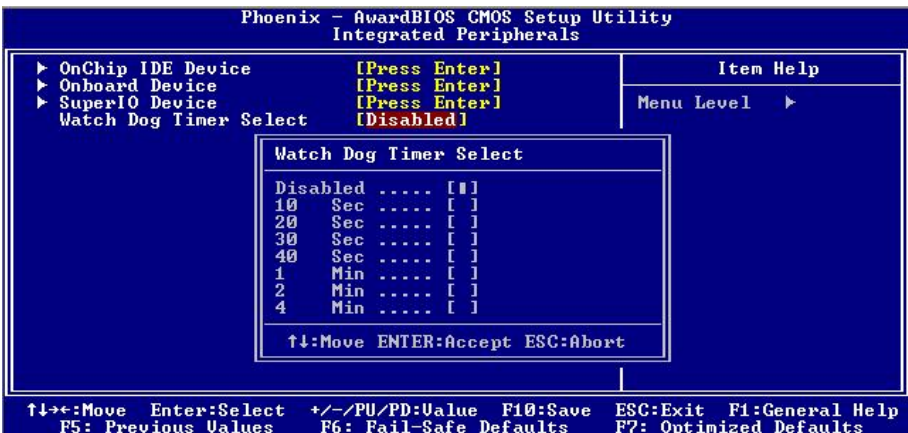 Phoenix - AwardBIOS CMOS Setup Utility
Integrated Peripherals
▶ OnChip IDE Device [Press Enter]
▶ Onboard Device [Press Enter]
▶ SuperIO Device [Press Enter]
Watch Dog Timer Select [Disabled]
Item Help
Menu Level ▶
Watch Dog Timer Select
Disabled ..... [▮]
10 Sec ..... [ ]
20 Sec ..... [ ]
30 Sec ..... [ ]
40 Sec ..... [ ]
1 Min ..... [ ]
2 Min ..... [ ]
4 Min ..... [ ]
↑↓:Move ENTER:Accept ESC:Abort
↑↓→←:Move Enter:Select +/-/PU/PD:Value F10:Save ESC:Exit F1:General Help
F5: Previous Values F6: Fail-Safe Defaults F7: Optimized Defaults